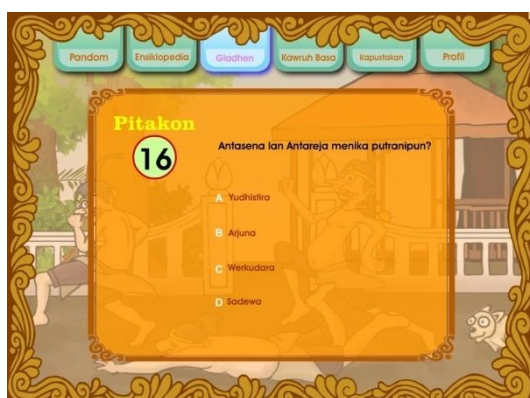 Pandom
Ensiklopedia
Gladhen
Kawruh Basa
Kapustakan
Profil
Pitakon
16
Antasena lan Antareja menika putranipun?
A Yudhistira
B Arjuna
C Werkudara
D Sadewa